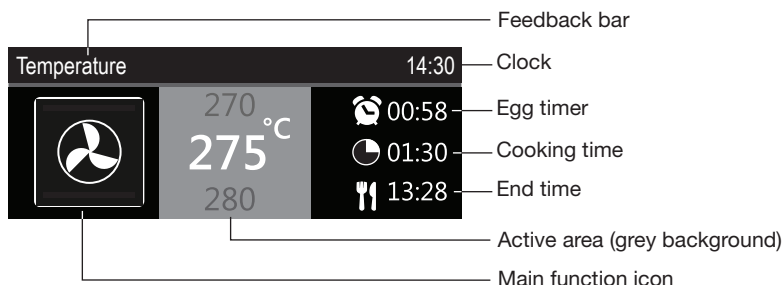 Feedback bar
Temperature 14:30
Clock
270
275°C
280
00:58
Egg timer
01:30
Cooking time
13:28
End time
Active area (grey background)
Main function icon